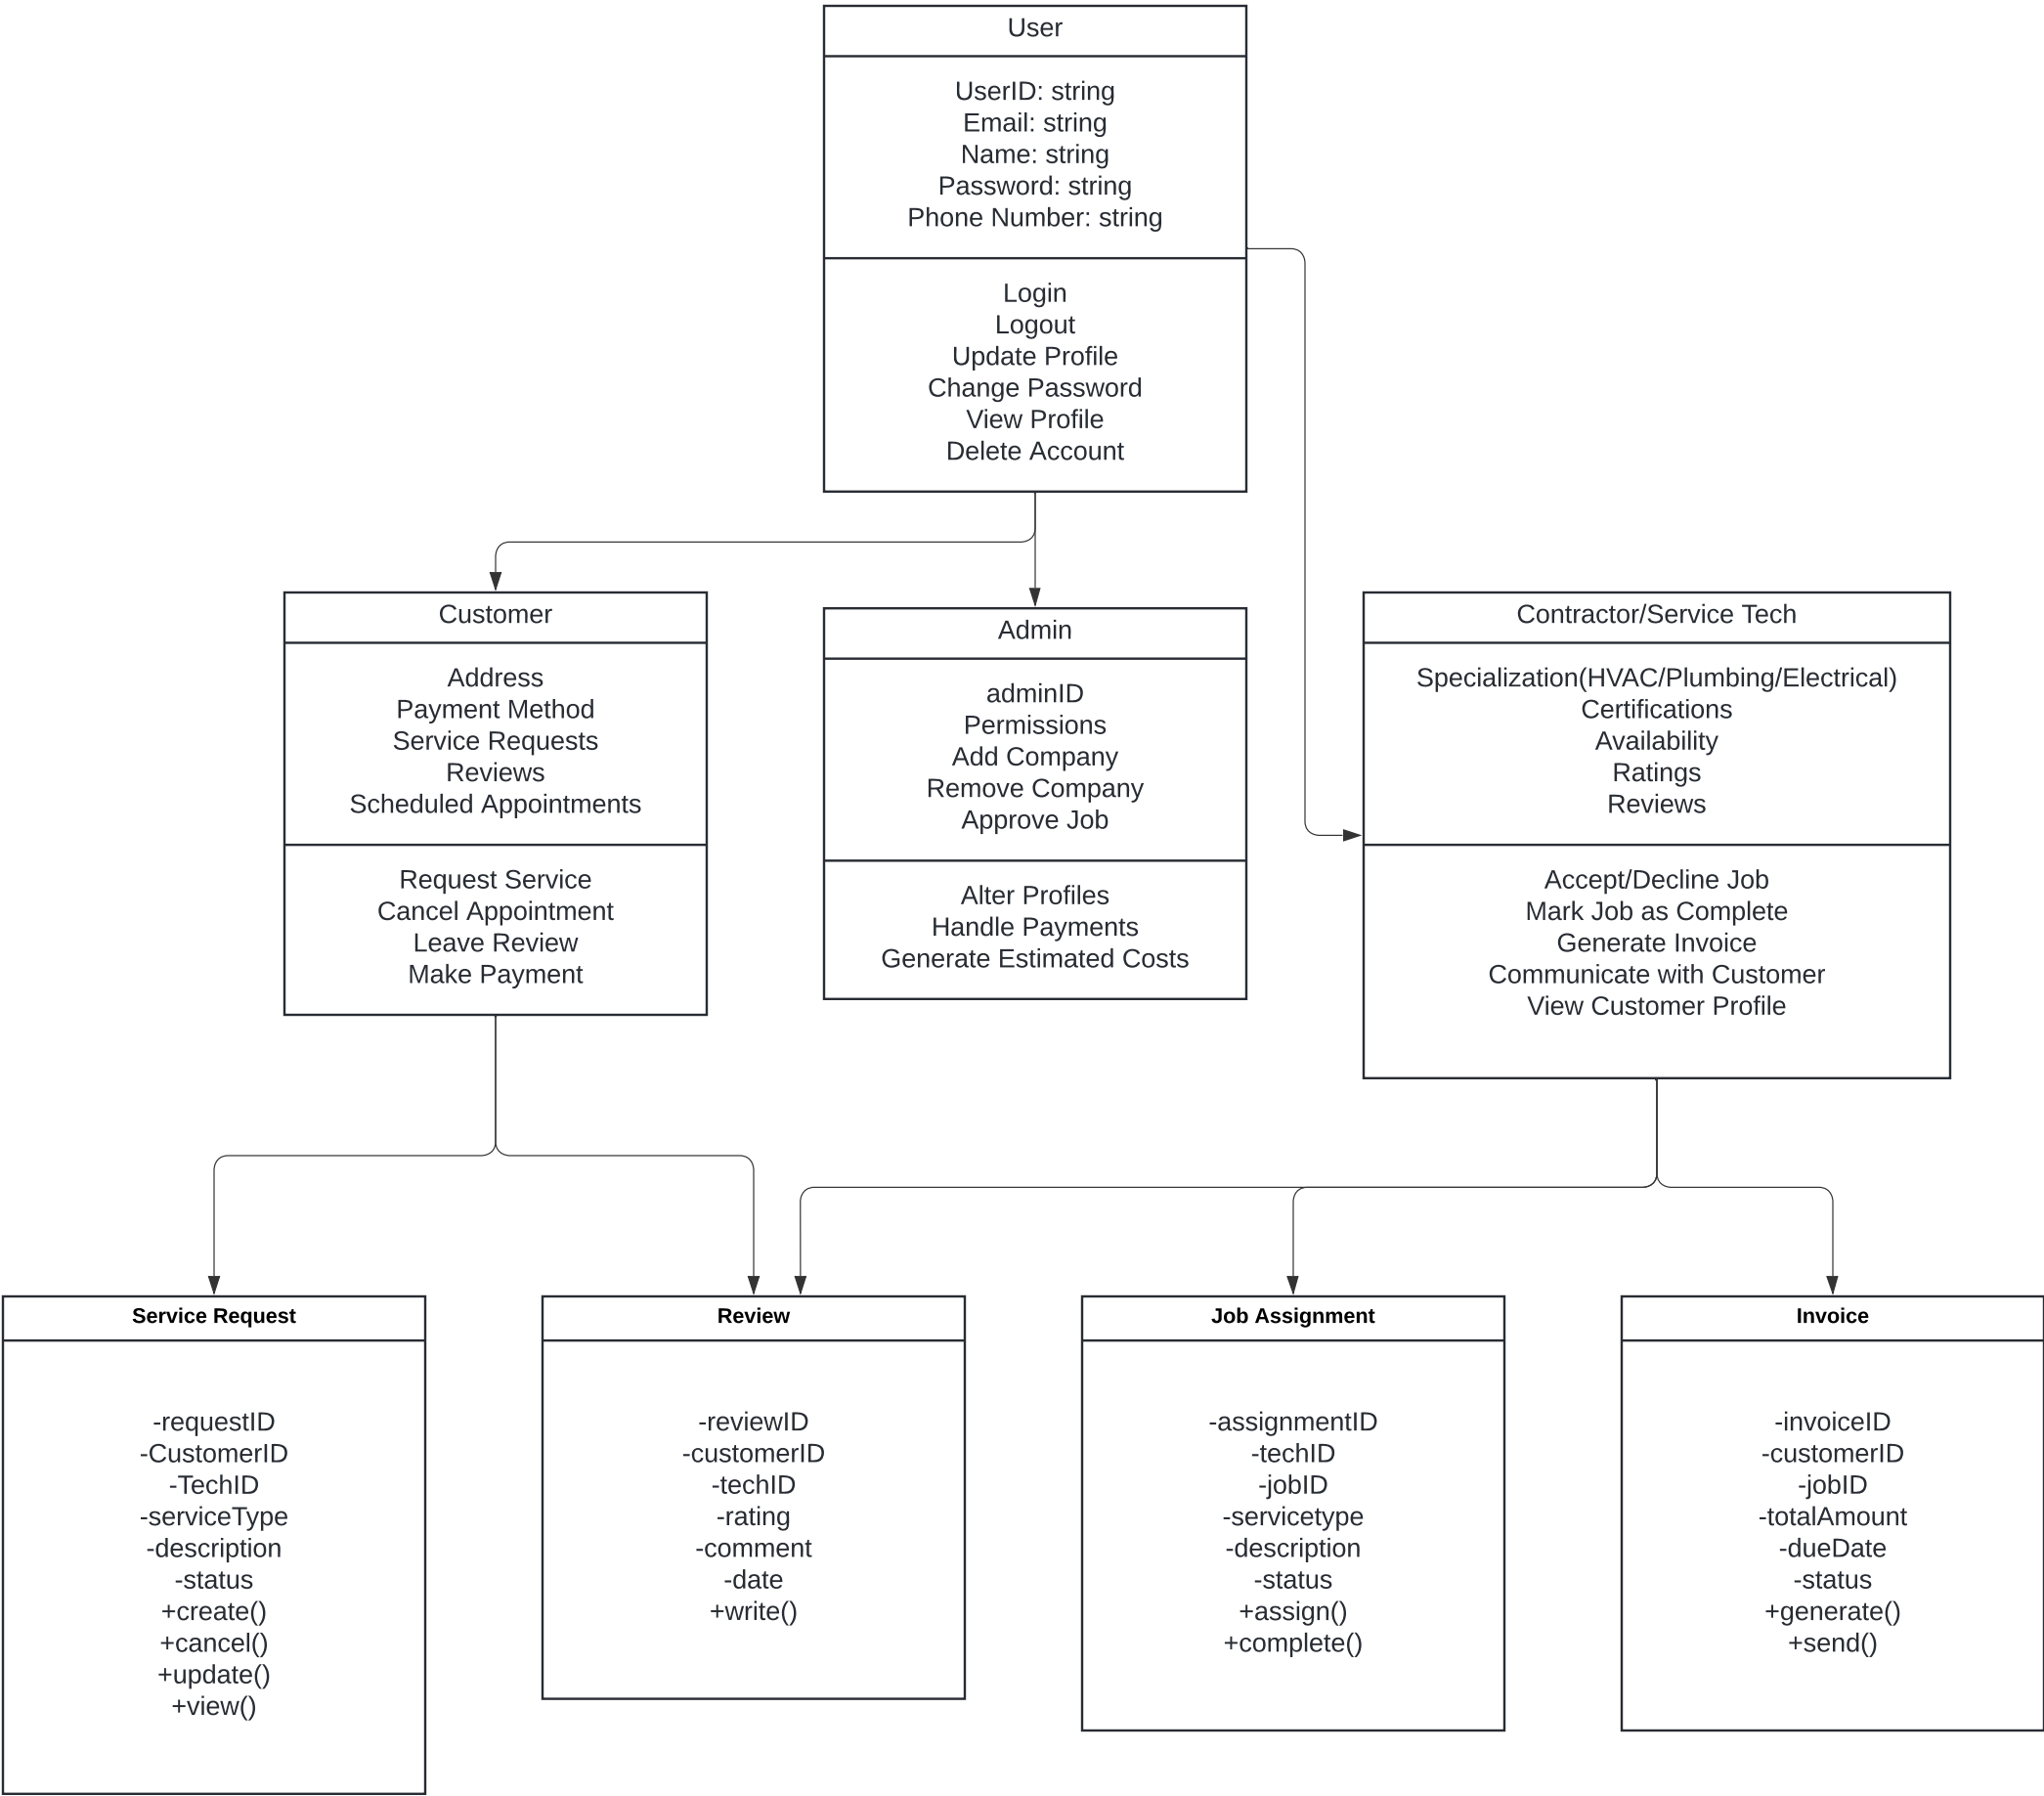 User
UserID: string
Email: string
Name: string
Password: string
Phone Number: string
Login
Logout
Update Profile
Change Password
View Profile
Delete Account
Customer
Address
Payment Method
Service Requests
Reviews
Scheduled Appointments
Request Service
Cancel Appointment
Leave Review
Make Payment
Admin
adminID
Permissions
Add Company
Remove Company
Approve Job
Alter Profiles
Handle Payments
Generate Estimated Costs
Contractor/Service Tech
Specialization(HVAC/Plumbing/Electrical)
Certifications
Availability
Ratings
Reviews
Accept/Decline Job
Mark Job as Complete
Generate Invoice
Communicate with Customer
View Customer Profile
Service Request
-requestID
-CustomerID
-TechID
-serviceType
-description
-status
+create()
+cancel()
+update()
+view()
Review
-reviewID
-customerID
-techID
-rating
-comment
-date
+write()
Job Assignment
-assignmentID
-techID
-jobID
-servicetype
-description
-status
+assign()
+complete()
Invoice
-invoiceID
-customerID
-jobID
-totalAmount
-dueDate
-status
+generate()
+send()